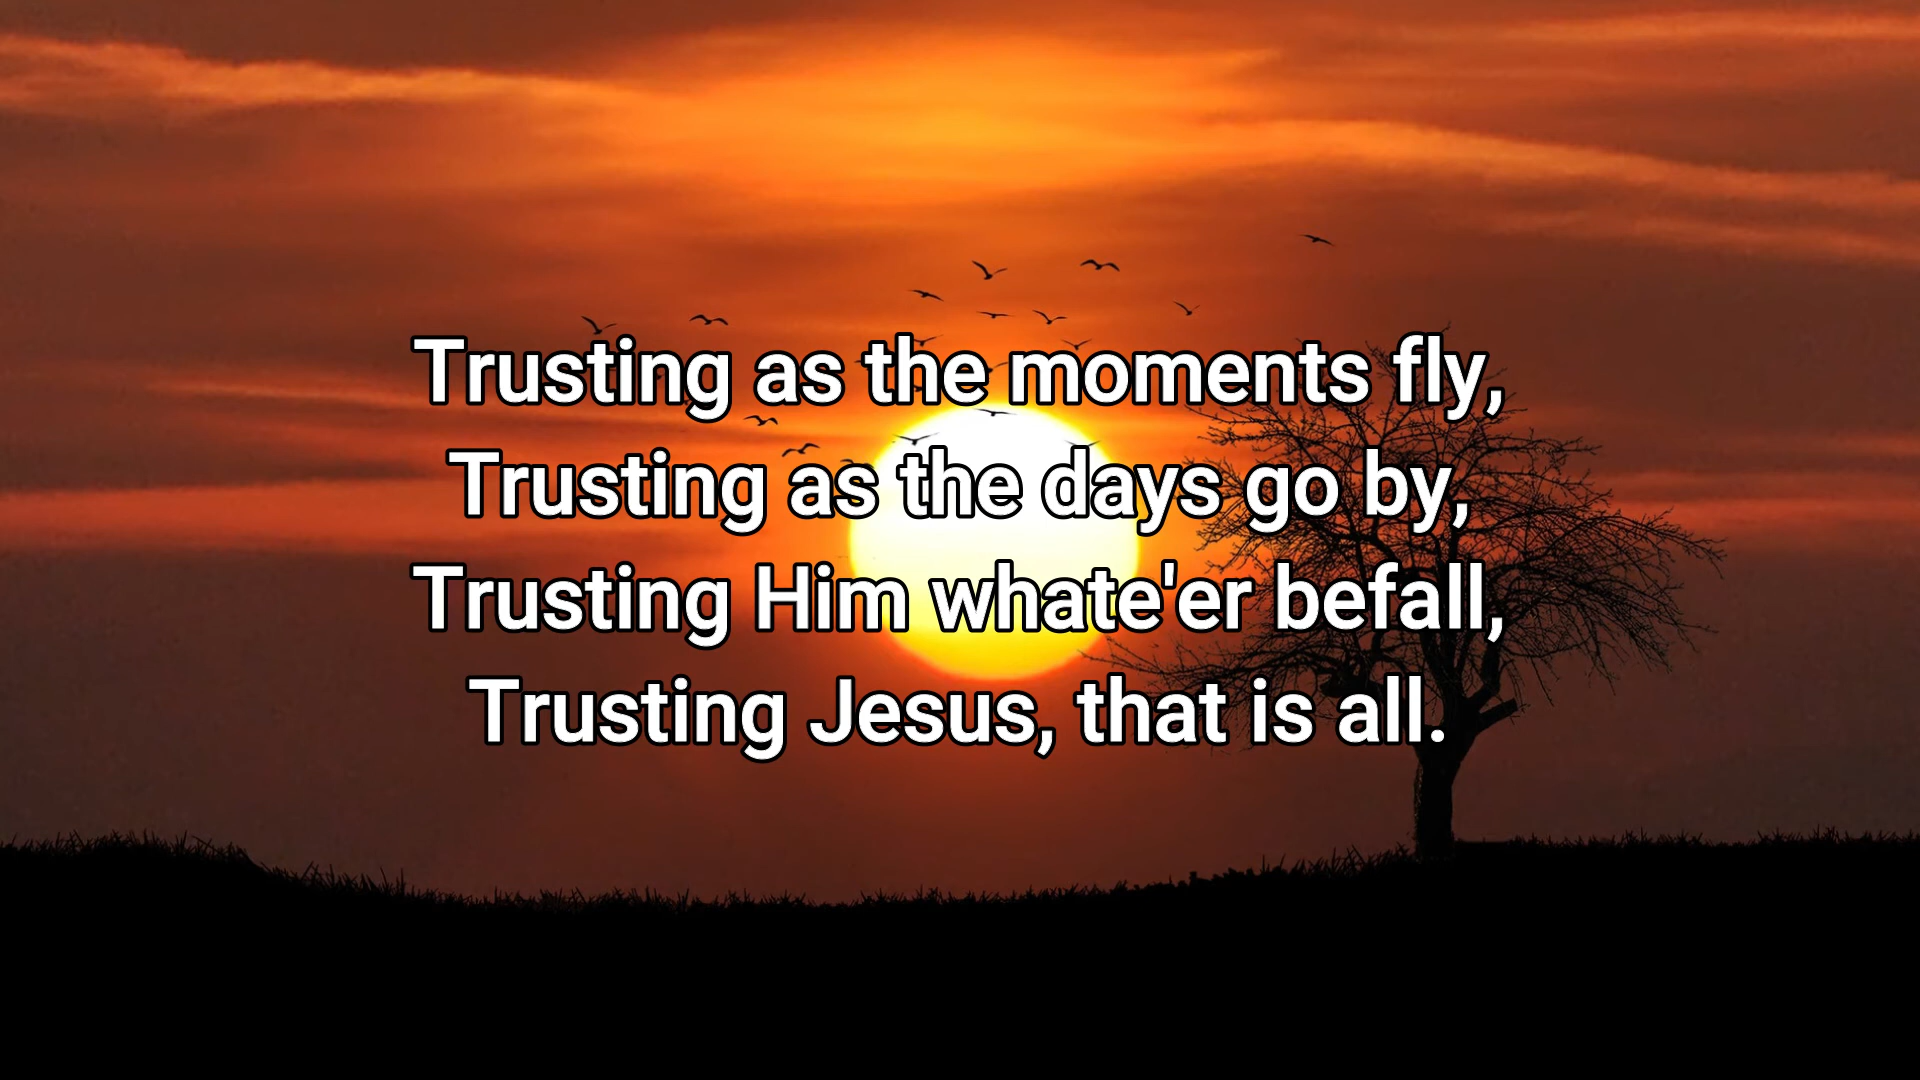 Trusting as the moments fly,
Trusting as the days go by,
Trusting Him whate'er befall,
Trusting Jesus, that is all.